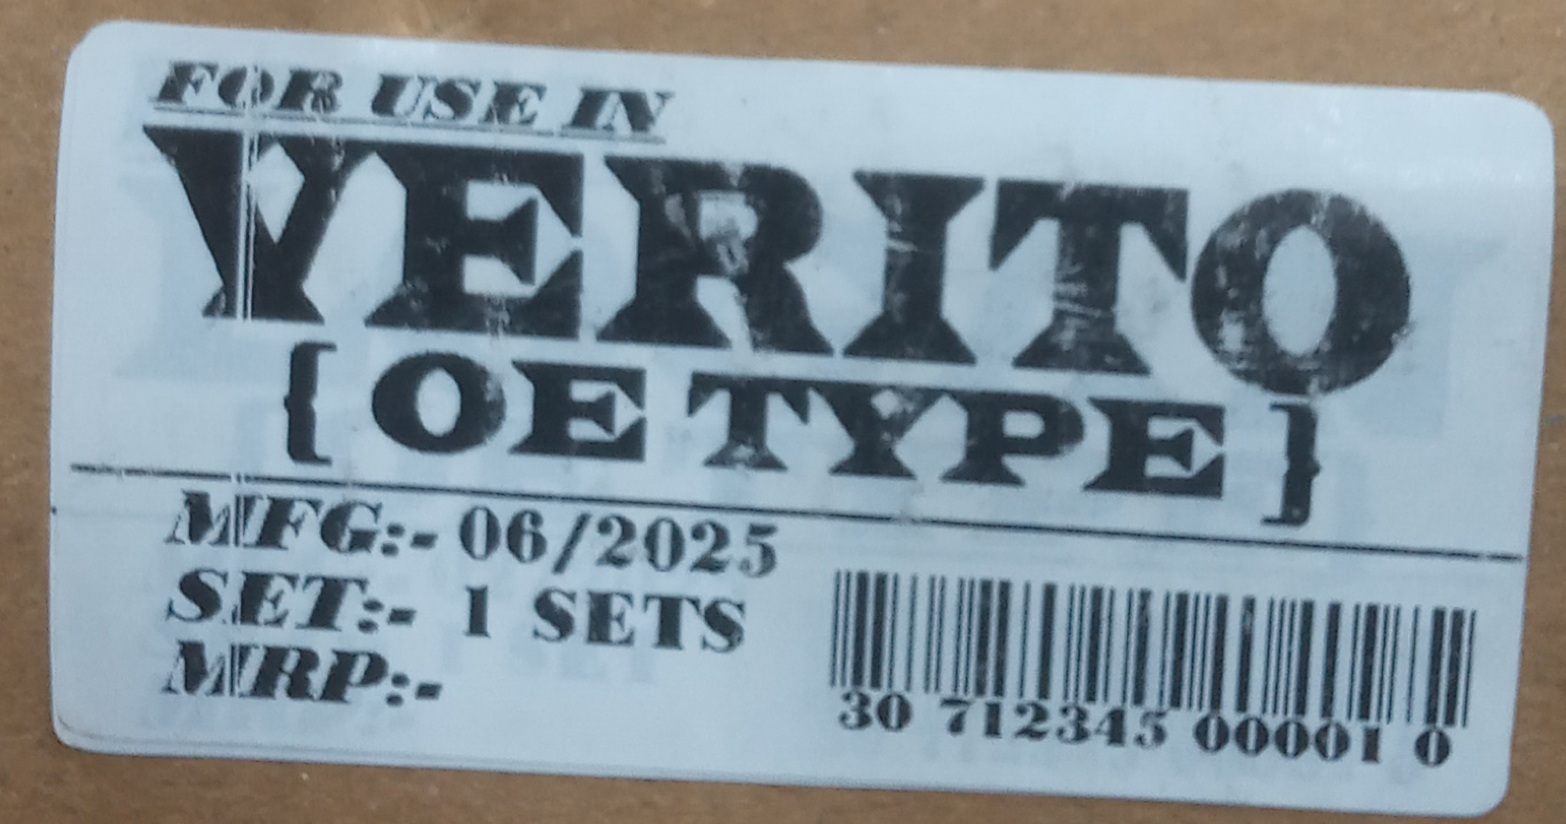 FOR USE IN
VERITO
{ OE TYPE }
MFG:- 06/2025
SET:- 1 SETS
MRP:-
30 712345 00001 0